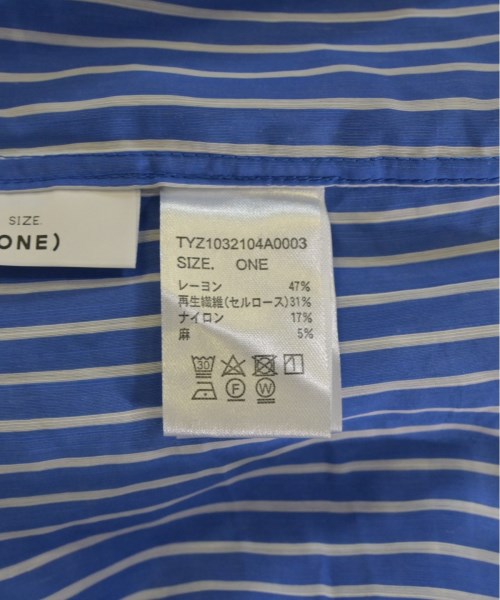 SIZE.
ONE)
TYZ1032104A0003
SIZE. ONE
レーヨン 47%
再生繊維(セルロース)31%
ナイロン 17%
麻 5%
30
F W